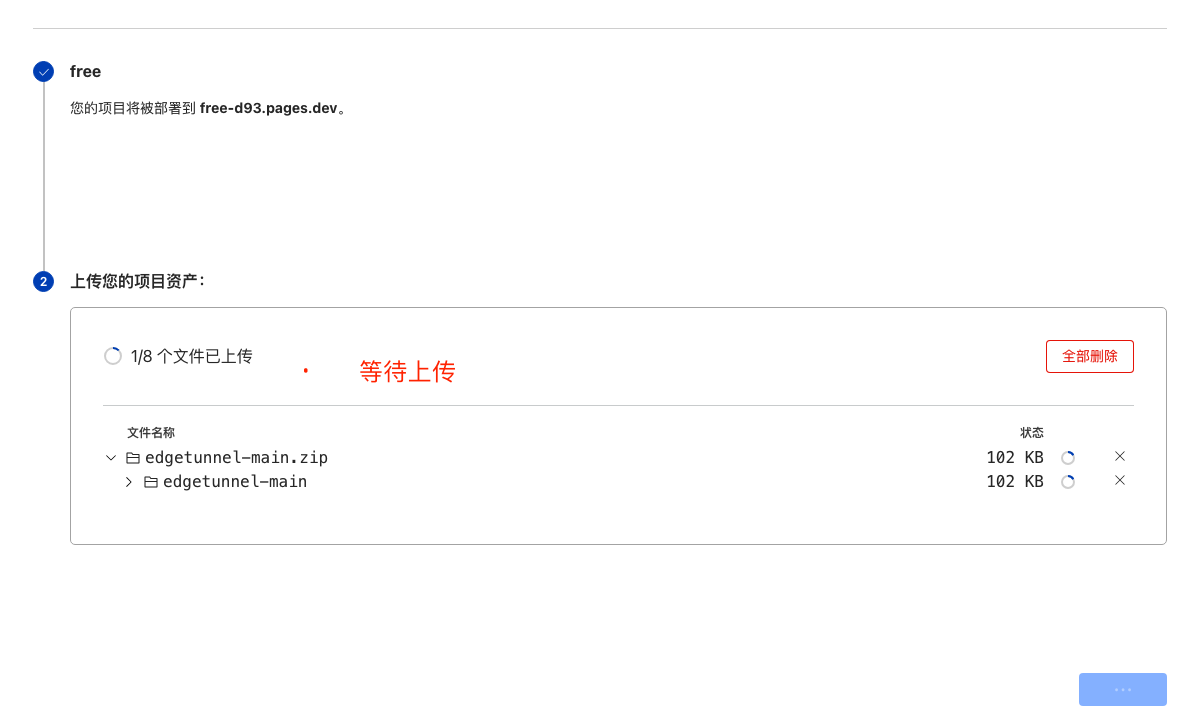 free
您的项目将被部署到 free-d93.pages.dev。
2 上传您的项目资产：
1/8 个文件已上传
等待上传
全部删除
文件名称 状态
edgetunnel-main.zip 102 KB
edgetunnel-main 102 KB
...